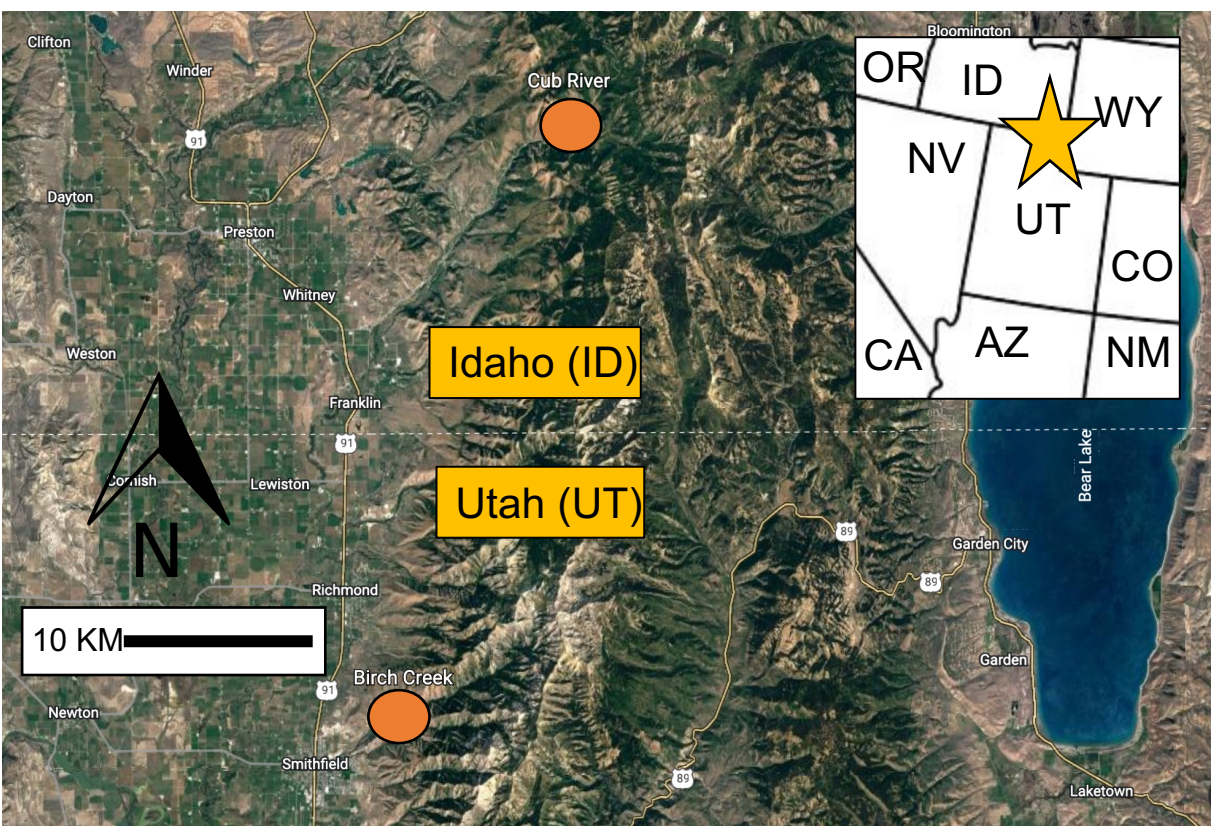 Clifton
Bloomington
Winder
Cub River
OR
ID
WY
91
NV
Dayton
UT
Preston
CO
Whitney
Idaho (ID)
Weston
AZ
CA
NM
Franklin
91
Bear Lake
Cornish
Lewiston
Utah (UT)
89
N
Garden City
89
Richmond
10 KM
Garden
Birch Creek
91
Newton
Smithfield
89
Laketown